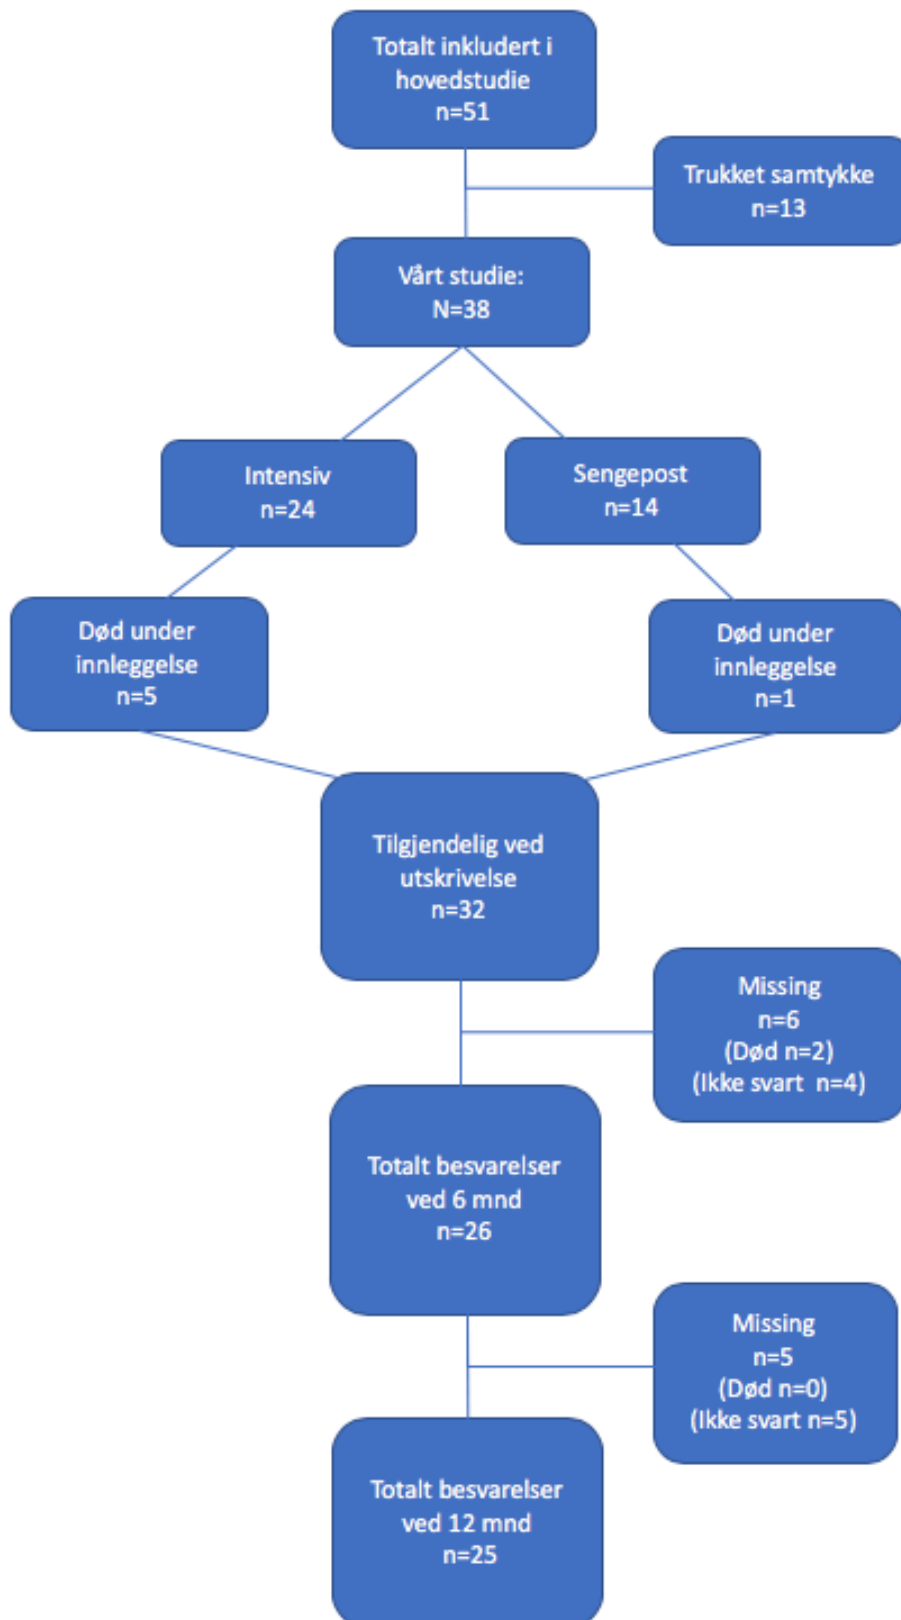 Totalt inkludert i
hovedstudie
n=51
Trukket samtykke
n=13
Vårt studie:
N=38
Intensiv
n=24
Sengepost
n=14
Død under
innleggelse
n=5
Død under
innleggelse
n=1
Tilgjendelig ved
utskrivelse
n=32
Missing
n=6
(Død n=2)
(Ikke svart  n=4)
Totalt besvarelser
ved 6 mnd
n=26
Missing
n=5
(Død n=0)
(Ikke svart n=5)
Totalt besvarelser
ved 12 mnd
n=25